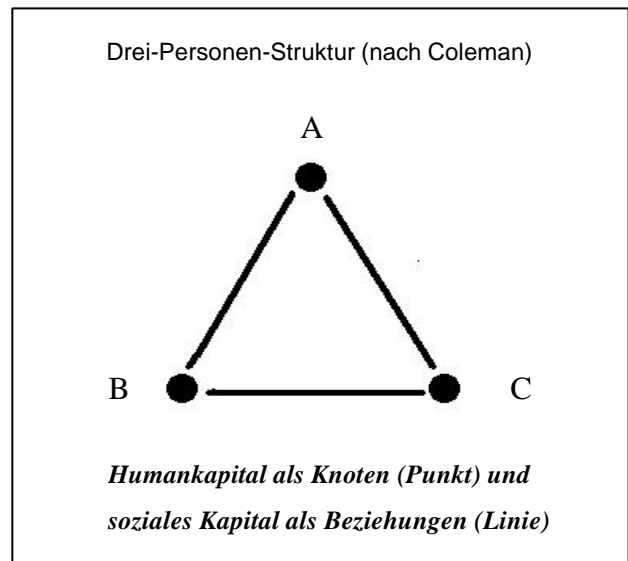 Drei-Personen-Struktur (nach Coleman)
A
B
C
Humankapital als Knoten (Punkt) und
soziales Kapital als Beziehungen (Linie)